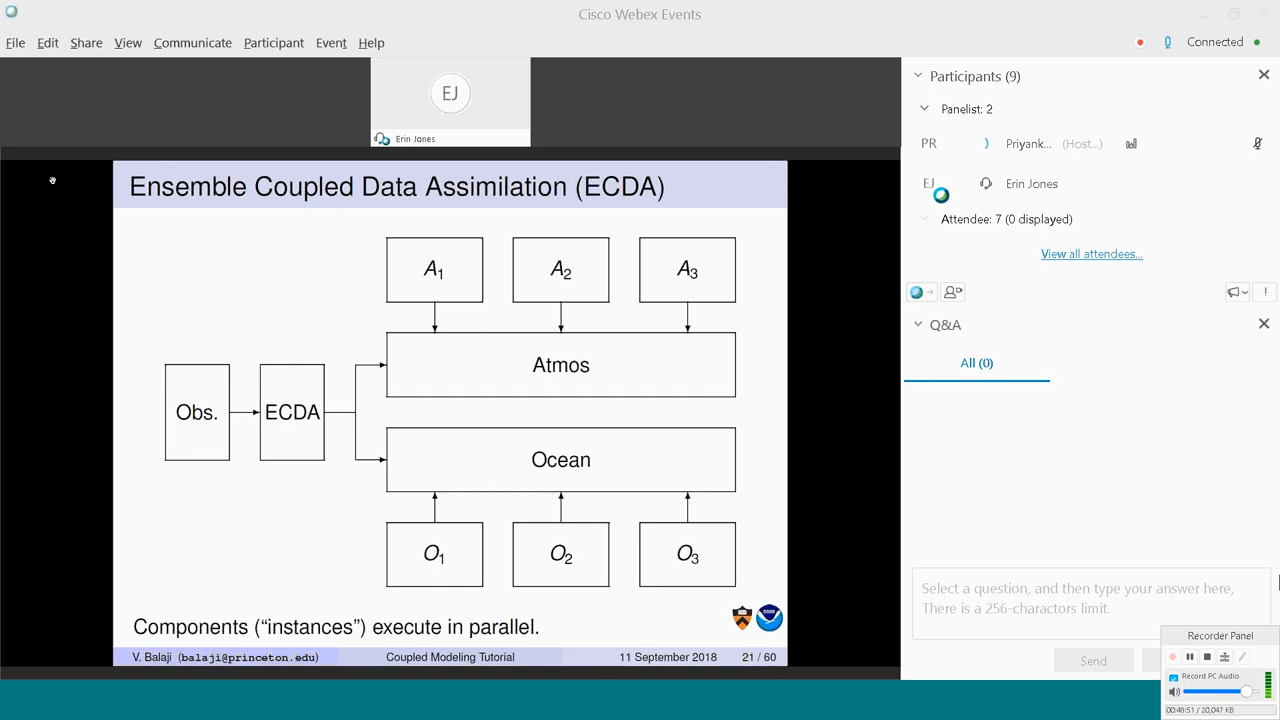 Cisco Webex Events
File Edit Share View Communicate Participant Event Help
Connected
EJ
Erin Jones
Participants (9)
Panelist: 2
PR Priyank... (Host...)
EJ Erin Jones
Attendee: 7 (0 displayed)
View all attendees...
Q&A
All (0)
Select a question, and then type your answer here,
There is a 256-charactors limit.
Send
Ensemble Coupled Data Assimilation (ECDA)
A1 A2 A3
Atmos
Obs. ECDA
Ocean
O1 O2 O3
Components (“instances”) execute in parallel.
V. Balaji (balaji@princeton.edu) Coupled Modeling Tutorial 11 September 2018 21 / 60
Recorder Panel
Record PC Audio
00:48:51 / 20,047 KB